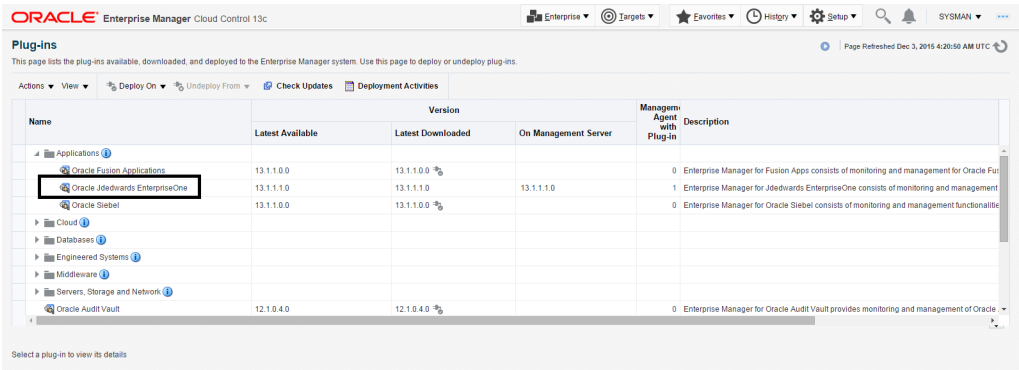 ORACLE Enterprise Manager Cloud Control 13c
Enterprise Targets Favorites History Setup SYSMAN
Plug-ins
Page Refreshed Dec 3, 2015 4:20:50 AM UTC
This page lists the plug-ins available, downloaded, and deployed to the Enterprise Manager system. Use this page to deploy or undeploy plug-ins.
Actions View Deploy On Undeploy From Check Updates Deployment Activities
Name
Version
Latest Available Latest Downloaded On Management Server
Managem
Agent
with
Plug-in
Description
Applications
Oracle Fusion Applications 13.1.1.0.0 13.1.1.0.0 0 Enterprise Manager for Fusion Apps consists of monitoring and management for Oracle Fus
Oracle Jdedwards EnterpriseOne 13.1.1.1.0 13.1.1.1.0 13.1.1.1.0 1 Enterprise Manager for Jdedwards EnterpriseOne consists of monitoring and management
Oracle Siebel 13.1.1.0.0 13.1.1.0.0 0 Enterprise Manager for Oracle Siebel consists of monitoring and management functionalitie
Cloud
Databases
Engineered Systems
Middleware
Servers, Storage and Network
Oracle Audit Vault 12.1.0.4.0 12.1.0.4.0 0 Enterprise Manager for Oracle Audit Vault provides monitoring and management of Oracle
Select a plug-in to view its details